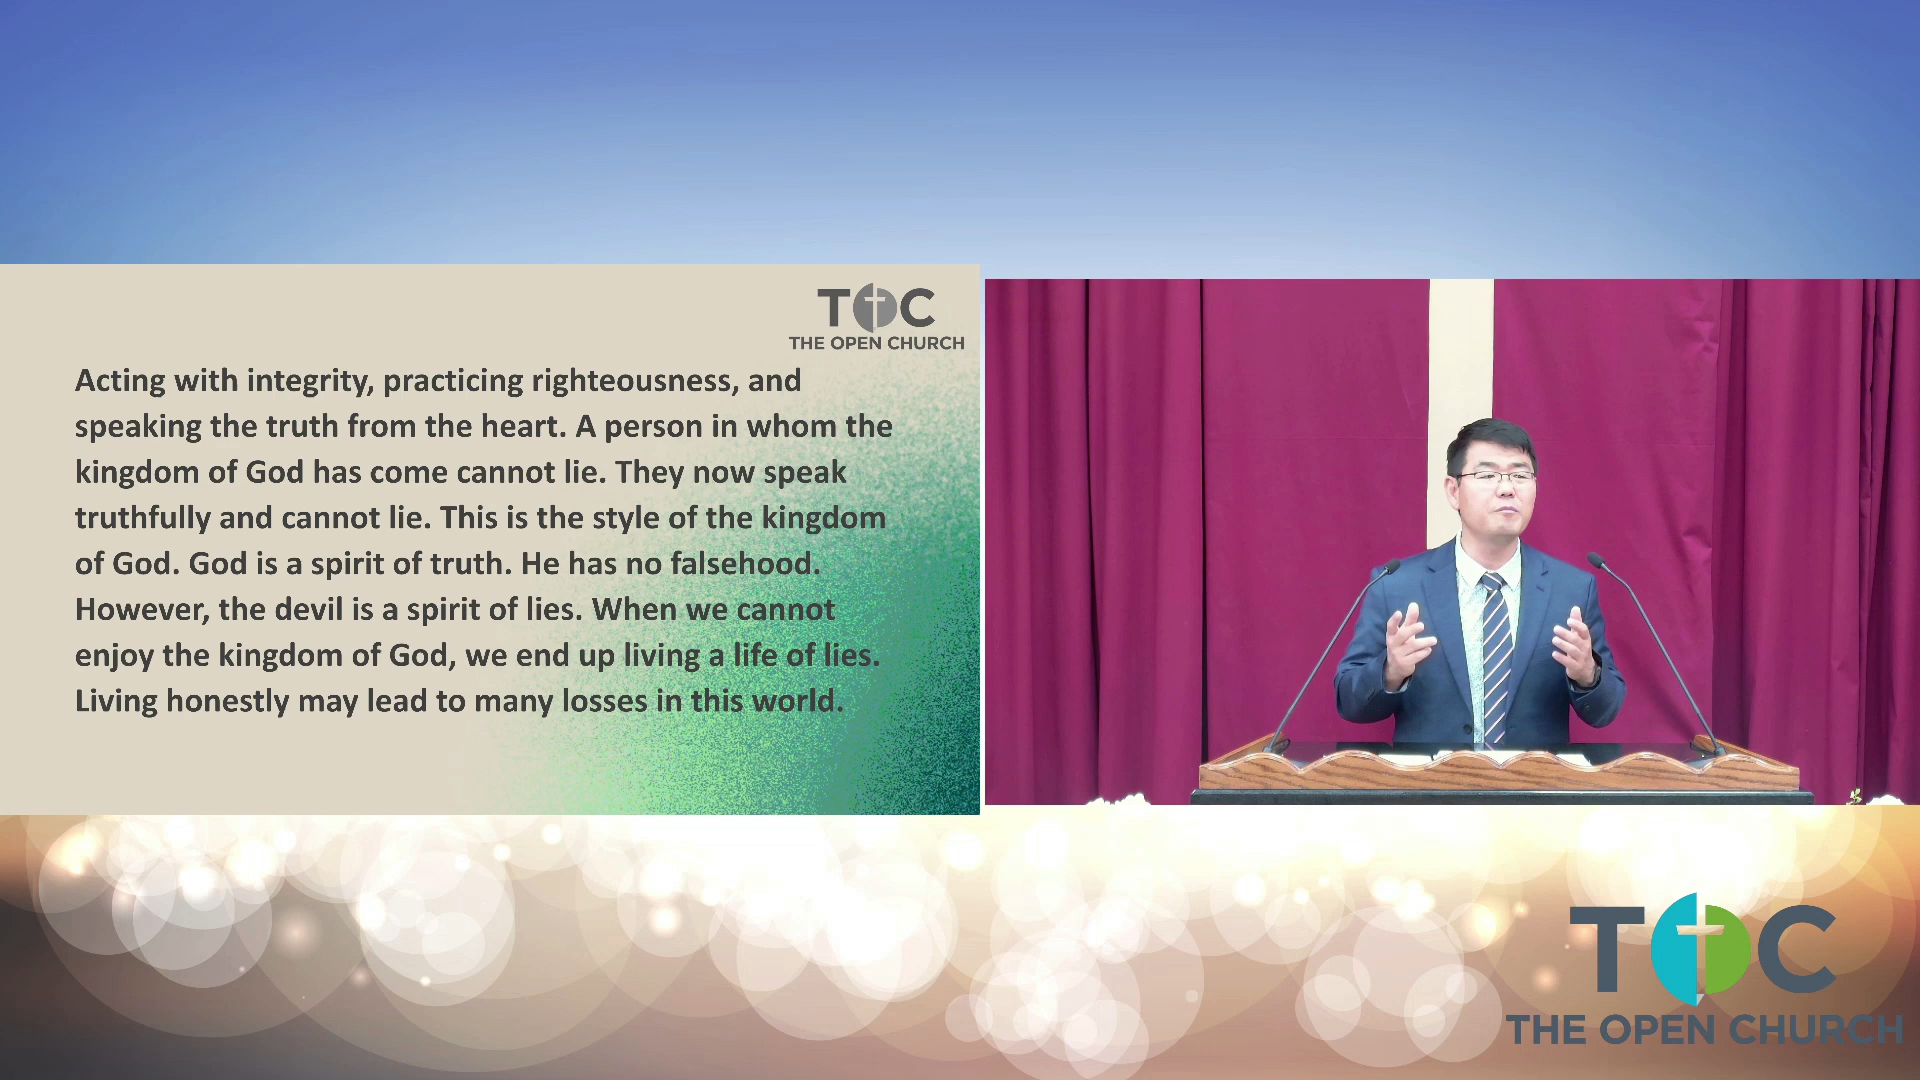 TOC
THE OPEN CHURCH
Acting with integrity, practicing righteousness, and
speaking the truth from the heart. A person in whom the
kingdom of God has come cannot lie. They now speak
truthfully and cannot lie. This is the style of the kingdom
of God. God is a spirit of truth. He has no falsehood.
However, the devil is a spirit of lies. When we cannot
enjoy the kingdom of God, we end up living a life of lies.
Living honestly may lead to many losses in this world.
TOC
THE OPEN CHURCH